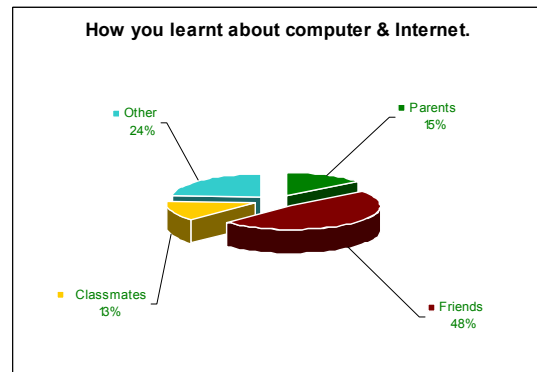 How you learnt about computer & Internet.
Other
24%
Parents
15%
Classmates
13%
Friends
48%